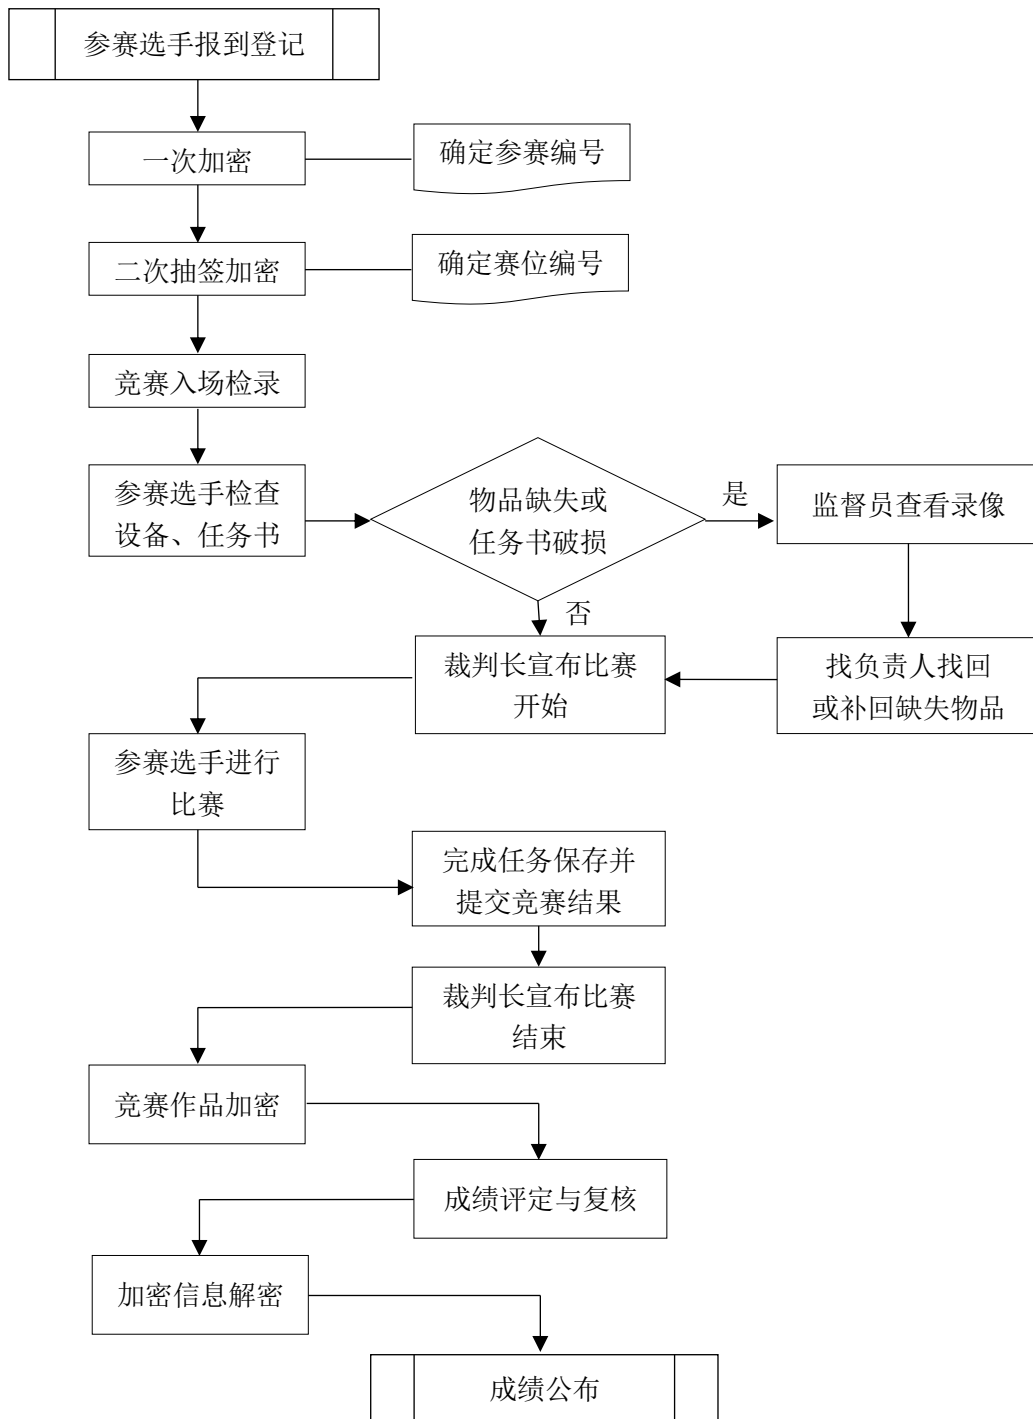 参赛选手报到登记
一次加密
确定参赛编号
二次抽签加密
确定赛位编号
竞赛入场检录
参赛选手检查
设备、任务书
物品缺失或
任务书破损
是
监督员查看录像
否
裁判长宣布比赛
开始
找负责人找回
或补回缺失物品
参赛选手进行
比赛
完成任务保存并
提交竞赛结果
裁判长宣布比赛
结束
竞赛作品加密
成绩评定与复核
加密信息解密
成绩公布